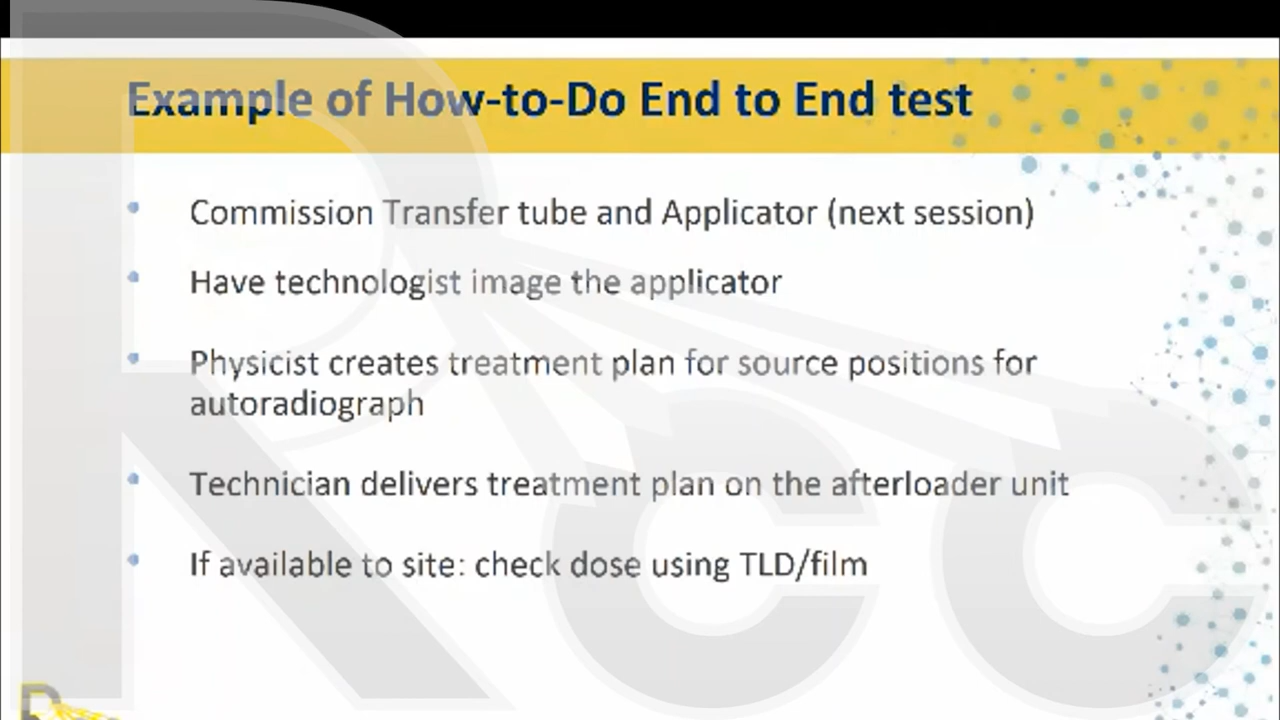 Example of How-to-Do End to End test
• Commission Transfer tube and Applicator (next session)
• Have technologist image the applicator
• Physicist creates treatment plan for source positions for
autoradiograph
• Technician delivers treatment plan on the afterloader unit
• If available to site: check dose using TLD/film
Rcc